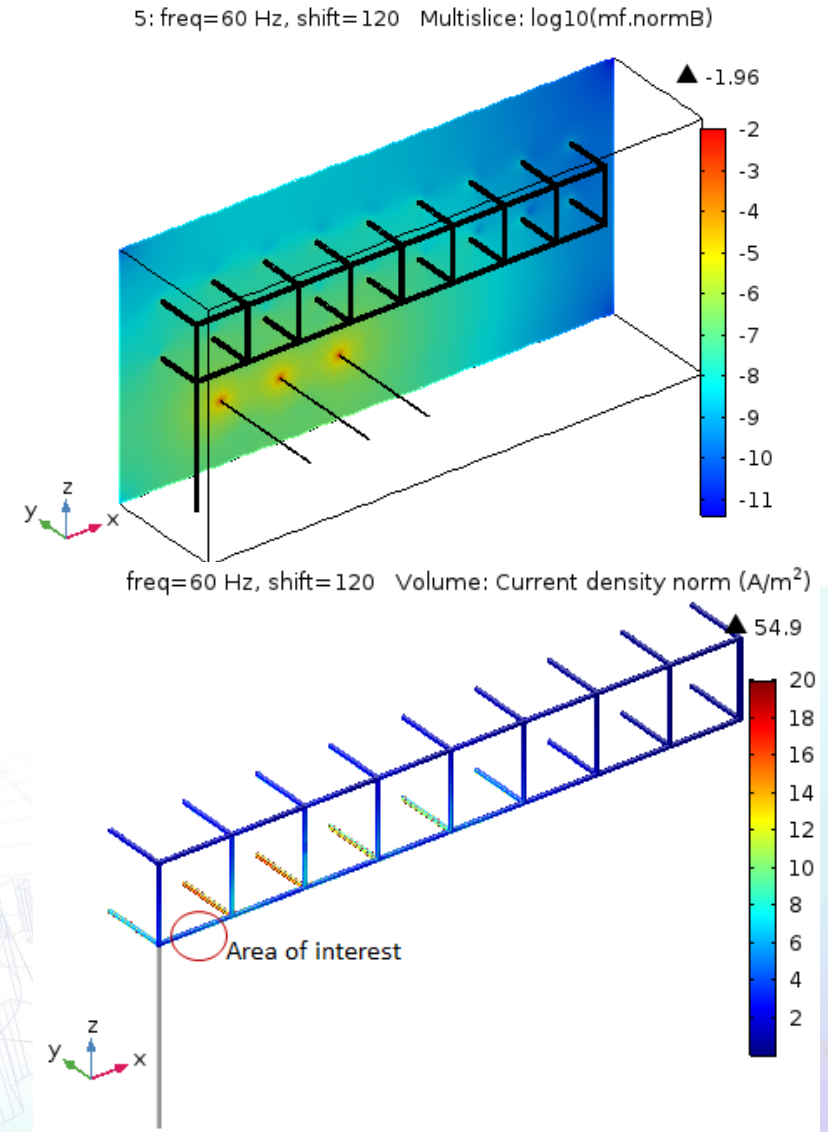 5: freq=60 Hz, shift=120   Multislice: log10(mf.normB)
▲ -1.96
-2
-3
-4
-5
-6
-7
-8
-9
-10
-11
z
y
x
freq=60 Hz, shift=120   Volume: Current density norm (A/m²)
▲ 54.9
20
18
16
14
12
10
8
6
4
2
Area of interest
z
y
x